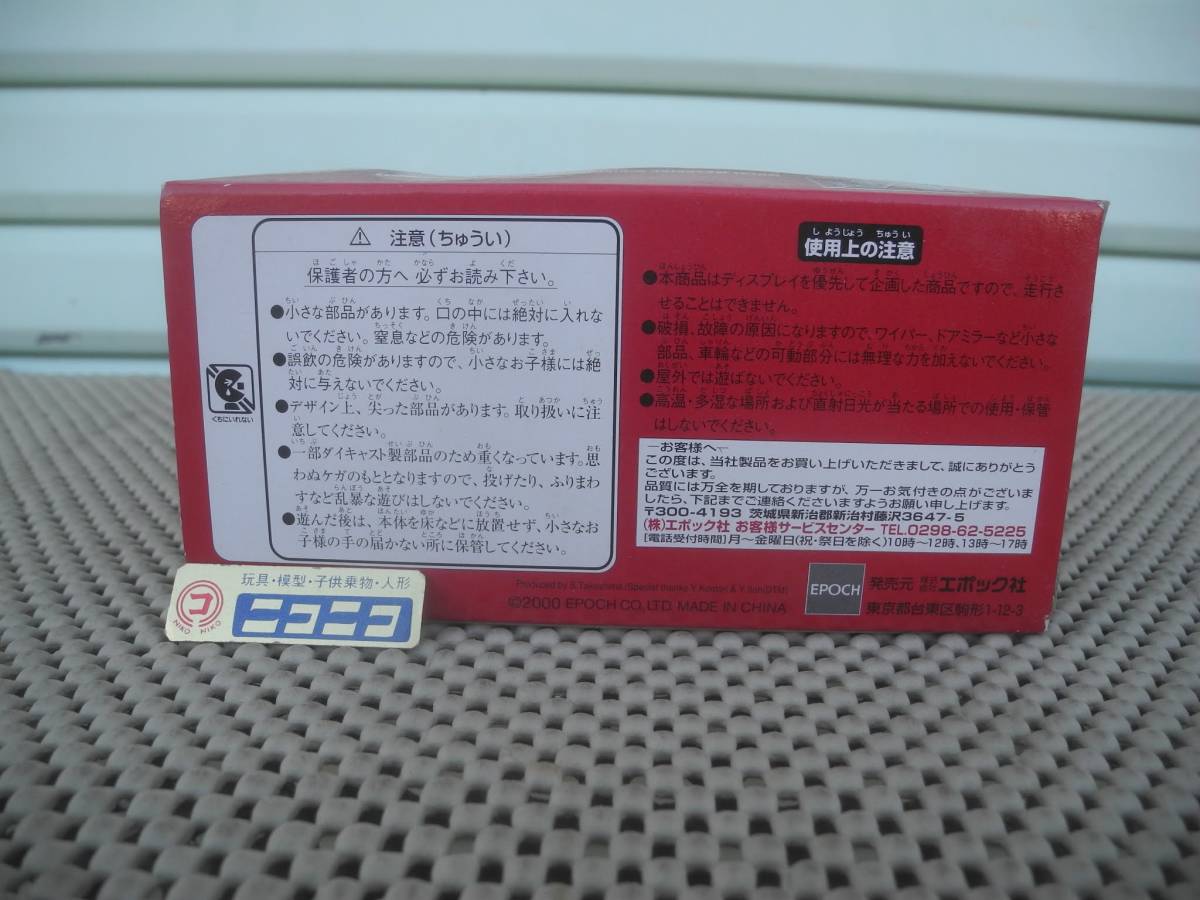 注意(ちゅうい)
保護者の方へ 必ずお読み下さい。
●小さな部品があります。口の中には絶対に入れな
いでください。窒息などの危険があります。
●誤飲の危険がありますので、小さなお子様には絶
対に与えないでください。
●デザイン上、尖った部品があります。取り扱いに注
意してください。
●一部ダイキャスト製部品のため重くなっています。思
わぬケガのもととなりますので、投げたり、ふりまわ
すなど乱暴な遊びはしないでください。
●遊んだ後は、本体を床などに放置せず、小さなお
子様の手の届かない所に保管してください。
くちにいれない
使用上の注意
●本商品はディスプレイを優先して企画した商品ですので、走行さ
せることはできません。
●破損、故障の原因になりますので、ワイパー、ドアミラーなど小さな
部品、車輪などの可動部分には無理な力を加えないでください。
●屋外では遊ばないでください。
●高温・多湿な場所および直射日光が当たる場所での使用・保管
はしないでください。
─お客様へ─
この度は、当社製品をお買い上げいただきまして、誠にありがとう
ございます。
品質には万全を期しておりますが、万一お気付きの点がございま
したら、下記までご連絡くださいますようお願い申し上げます。
〒300-4193 茨城県新治郡新治村藤沢3647-5
(株)エポック社 お客様サービスセンター TEL.0298-62-5225
[電話受付時間]月〜金曜日(祝・祭日を除く)10時〜12時、13時〜17時
©2000 EPOCH CO.,LTD. MADE IN CHINA
EPOCH
発売元 株式会社 エポック社
東京都台東区駒形1-12-3
玩具・模型・子供乗物・人形
ニコニコ
コ
NIKO NIKO